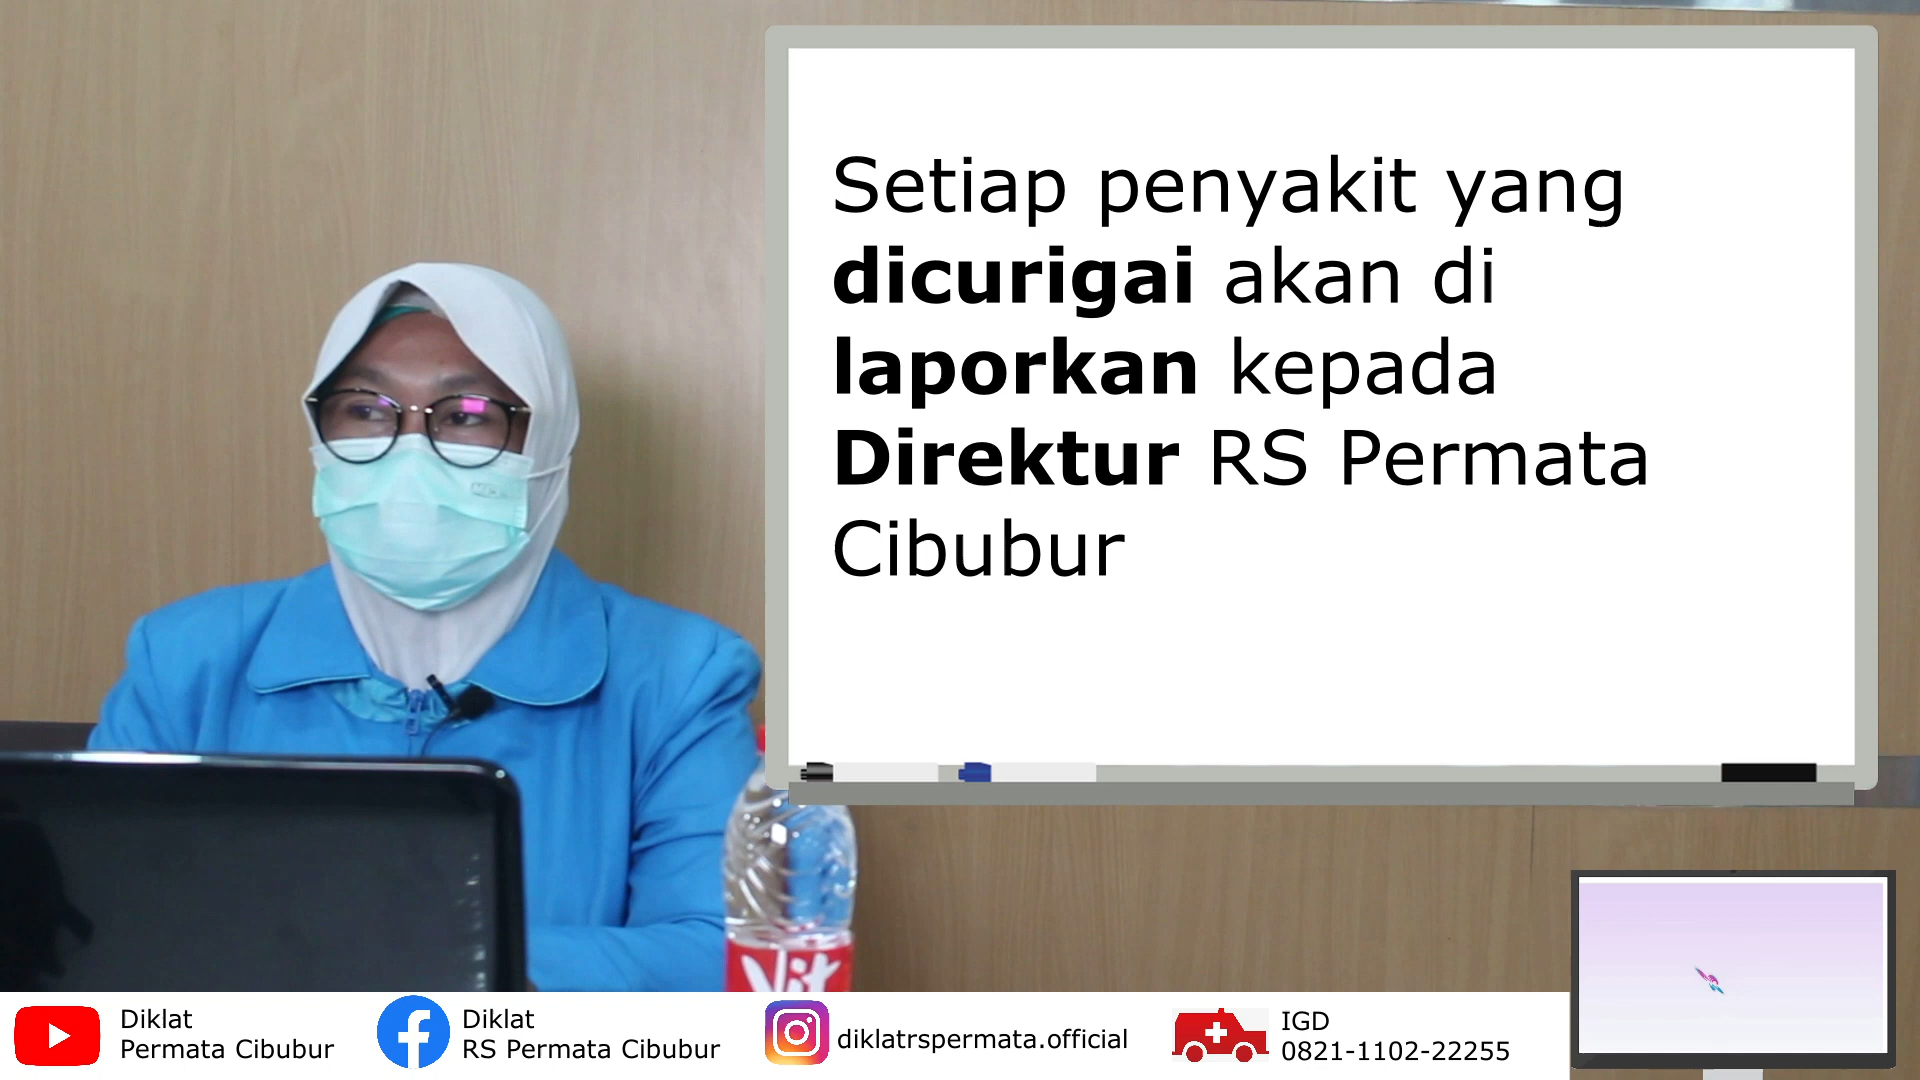 Setiap penyakit yang
dicurigai akan di
laporkan kepada
Direktur RS Permata
Cibubur
Vit
Diklat
Permata Cibubur
Diklat
RS Permata Cibubur
diklatrspermata.official
IGD
0821-1102-22255